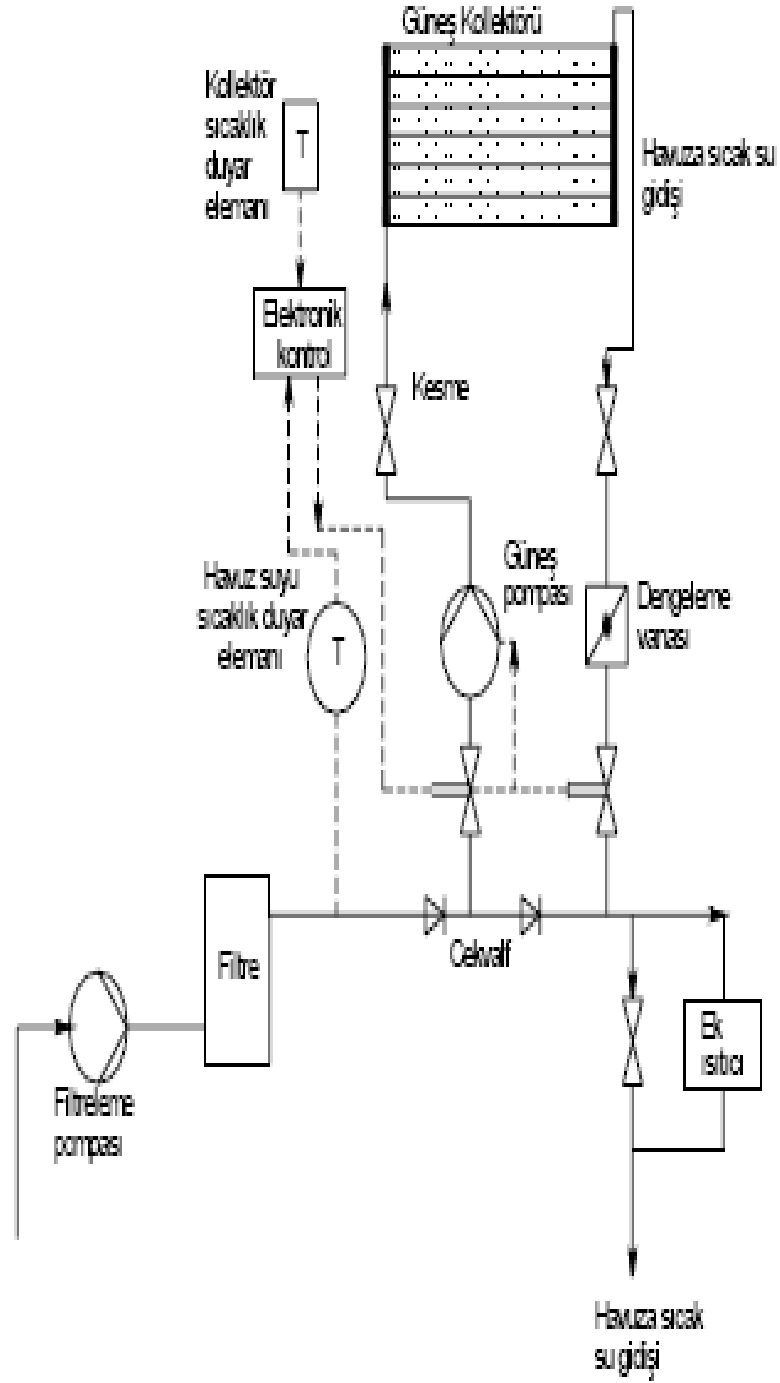 Güneş Kollektörü
Kollektör
sıcaklık
duyar
elemanı
T
Havuza sıcak su
gidişi
Elektronik
kontrol
Kesme
Havuz suyu
sıcaklık duyar
elemanı
T
Güneş
pompası
Dengeleme
vanası
Filtre
Cekvalf
Ek
ısıtıcı
Filtreleme
pompası
Havuza sıcak
su gidişi